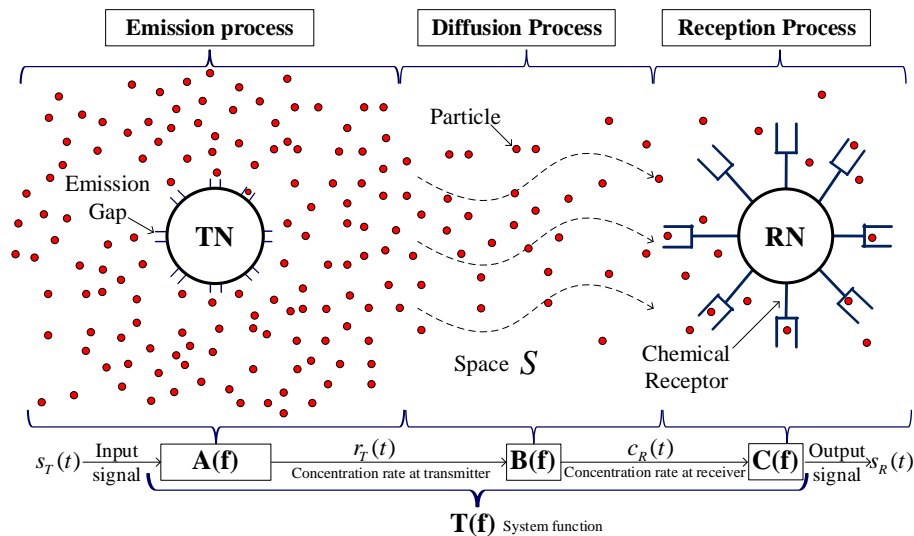 Emission process
Diffusion Process
Reception Process
Particle
Emission
Gap
TN
RN
Space S
Chemical
Receptor
s_T(t)
Input
signal
A(f)
r_T(t)
Concentration rate at transmitter
B(f)
c_R(t)
Concentration rate at receiver
C(f)
Output
signal
s_R(t)
T(f) System function